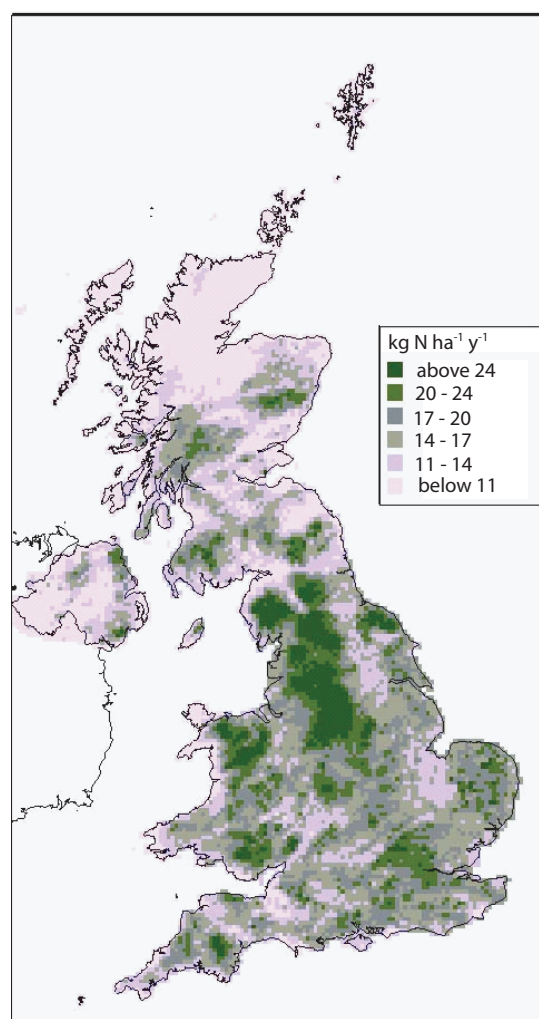 kg N ha⁻¹ y⁻¹
above 24
20 - 24
17 - 20
14 - 17
11 - 14
below 11